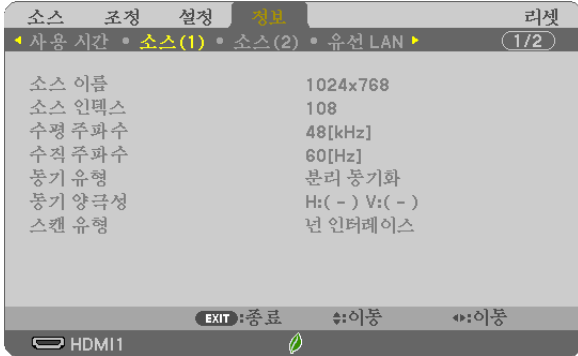 소스 조정 설정 정보 리셋
사용 시간 • 소스(1) • 소스(2) • 유선 LAN 1/2
소스 이름 1024x768
소스 인덱스 108
수평 주파수 48[kHz]
수직 주파수 60[Hz]
동기 유형 분리 동기화
동기 양극성 H:( - ) V:( - )
스캔 유형 넌 인터레이스
EXIT:종료 :이동 :이동
HDMI1